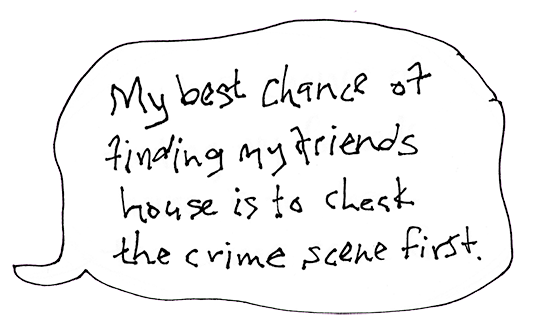 My best chance of
finding my friends
house is to check
the crime scene first.